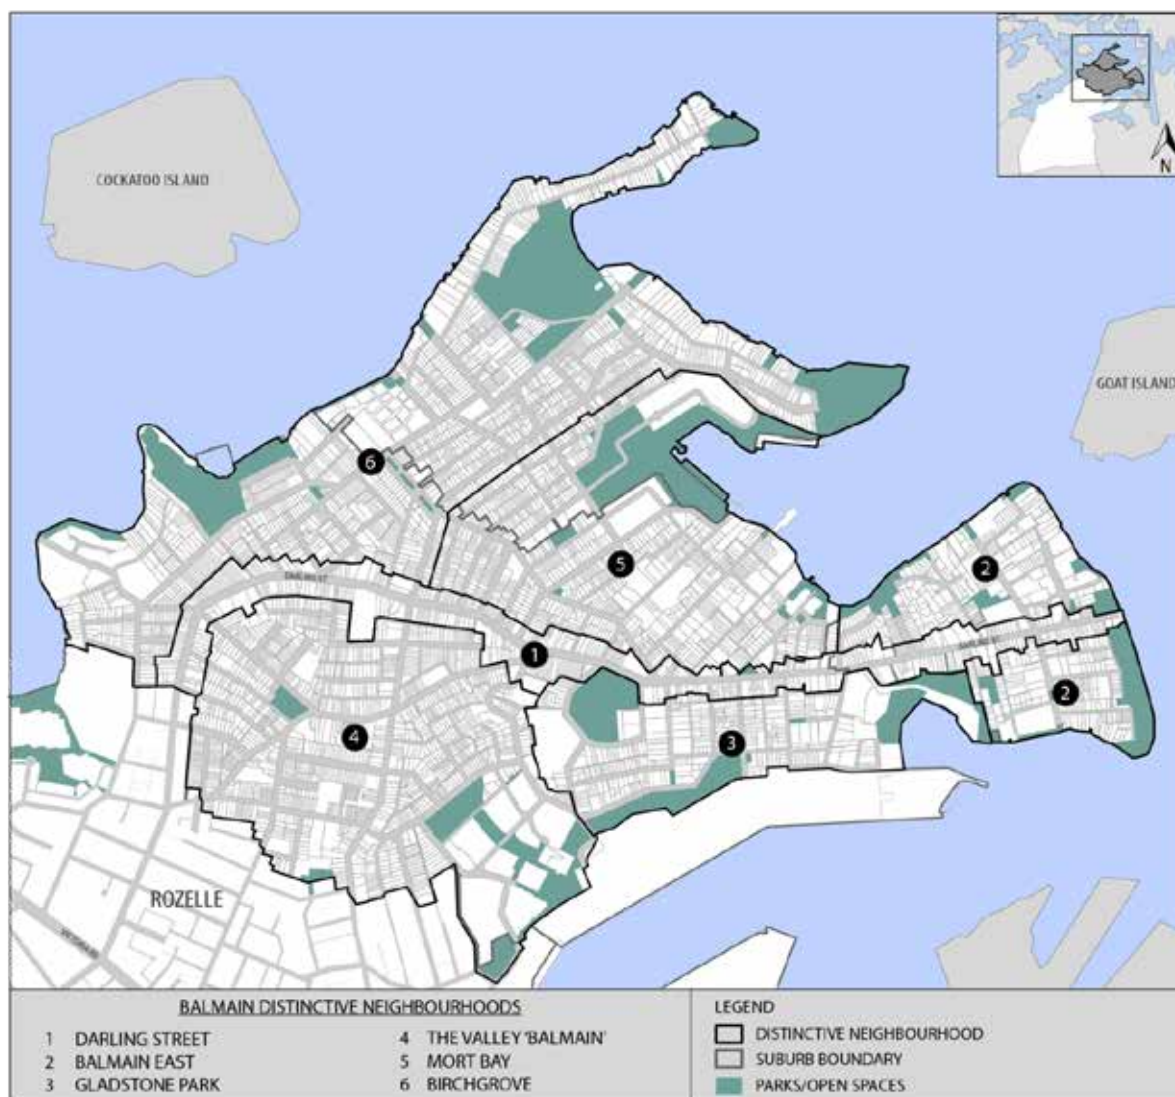 COCKATOO ISLAND
N
GOAT ISLAND
6
5
2
DARLING ST
1
2
4
3
ROZELLE
BALMAIN DISTINCTIVE NEIGHBOURHOODS
1 DARLING STREET
2 BALMAIN EAST
3 GLADSTONE PARK
4 THE VALLEY 'BALMAIN'
5 MORT BAY
6 BIRCHGROVE
LEGEND
DISTINCTIVE NEIGHBOURHOOD
SUBURB BOUNDARY
PARKS/OPEN SPACES